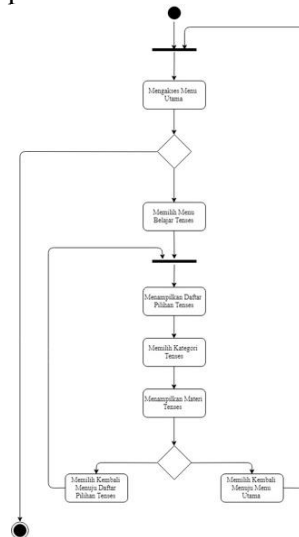 Mengakses Menu
Utama
Memilih Menu
Belajar Tenses
Menampilkan Daftar
Pilihan Tenses
Memilih Kategori
Tenses
Menampilkan Materi
Tenses
Memilih Kembali
Menuju Daftar
Pilihan Tenses
Memilih Kembali
Menuju Menu
Utama